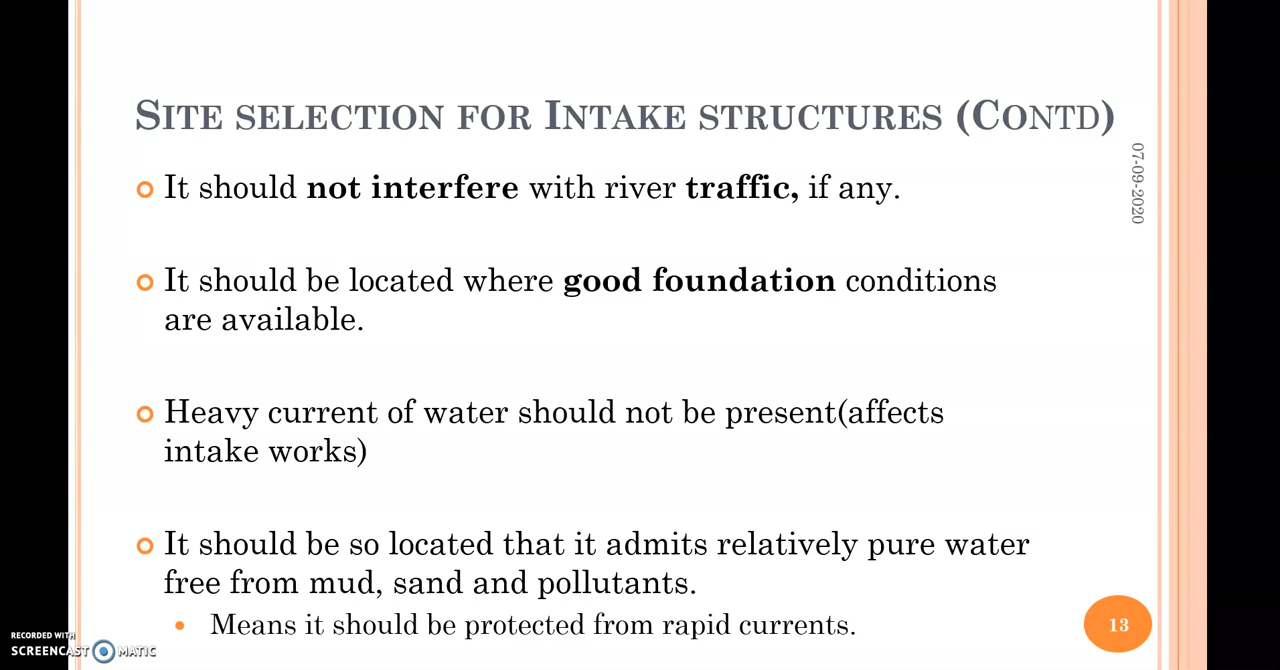 SITE SELECTION FOR INTAKE STRUCTURES (CONTD)
07-09-2020
It should not interfere with river traffic, if any.
It should be located where good foundation conditions
are available.
Heavy current of water should not be present(affects
intake works)
It should be so located that it admits relatively pure water
free from mud, sand and pollutants.
Means it should be protected from rapid currents.
13
RECORDED WITH
SCREENCAST MATIC